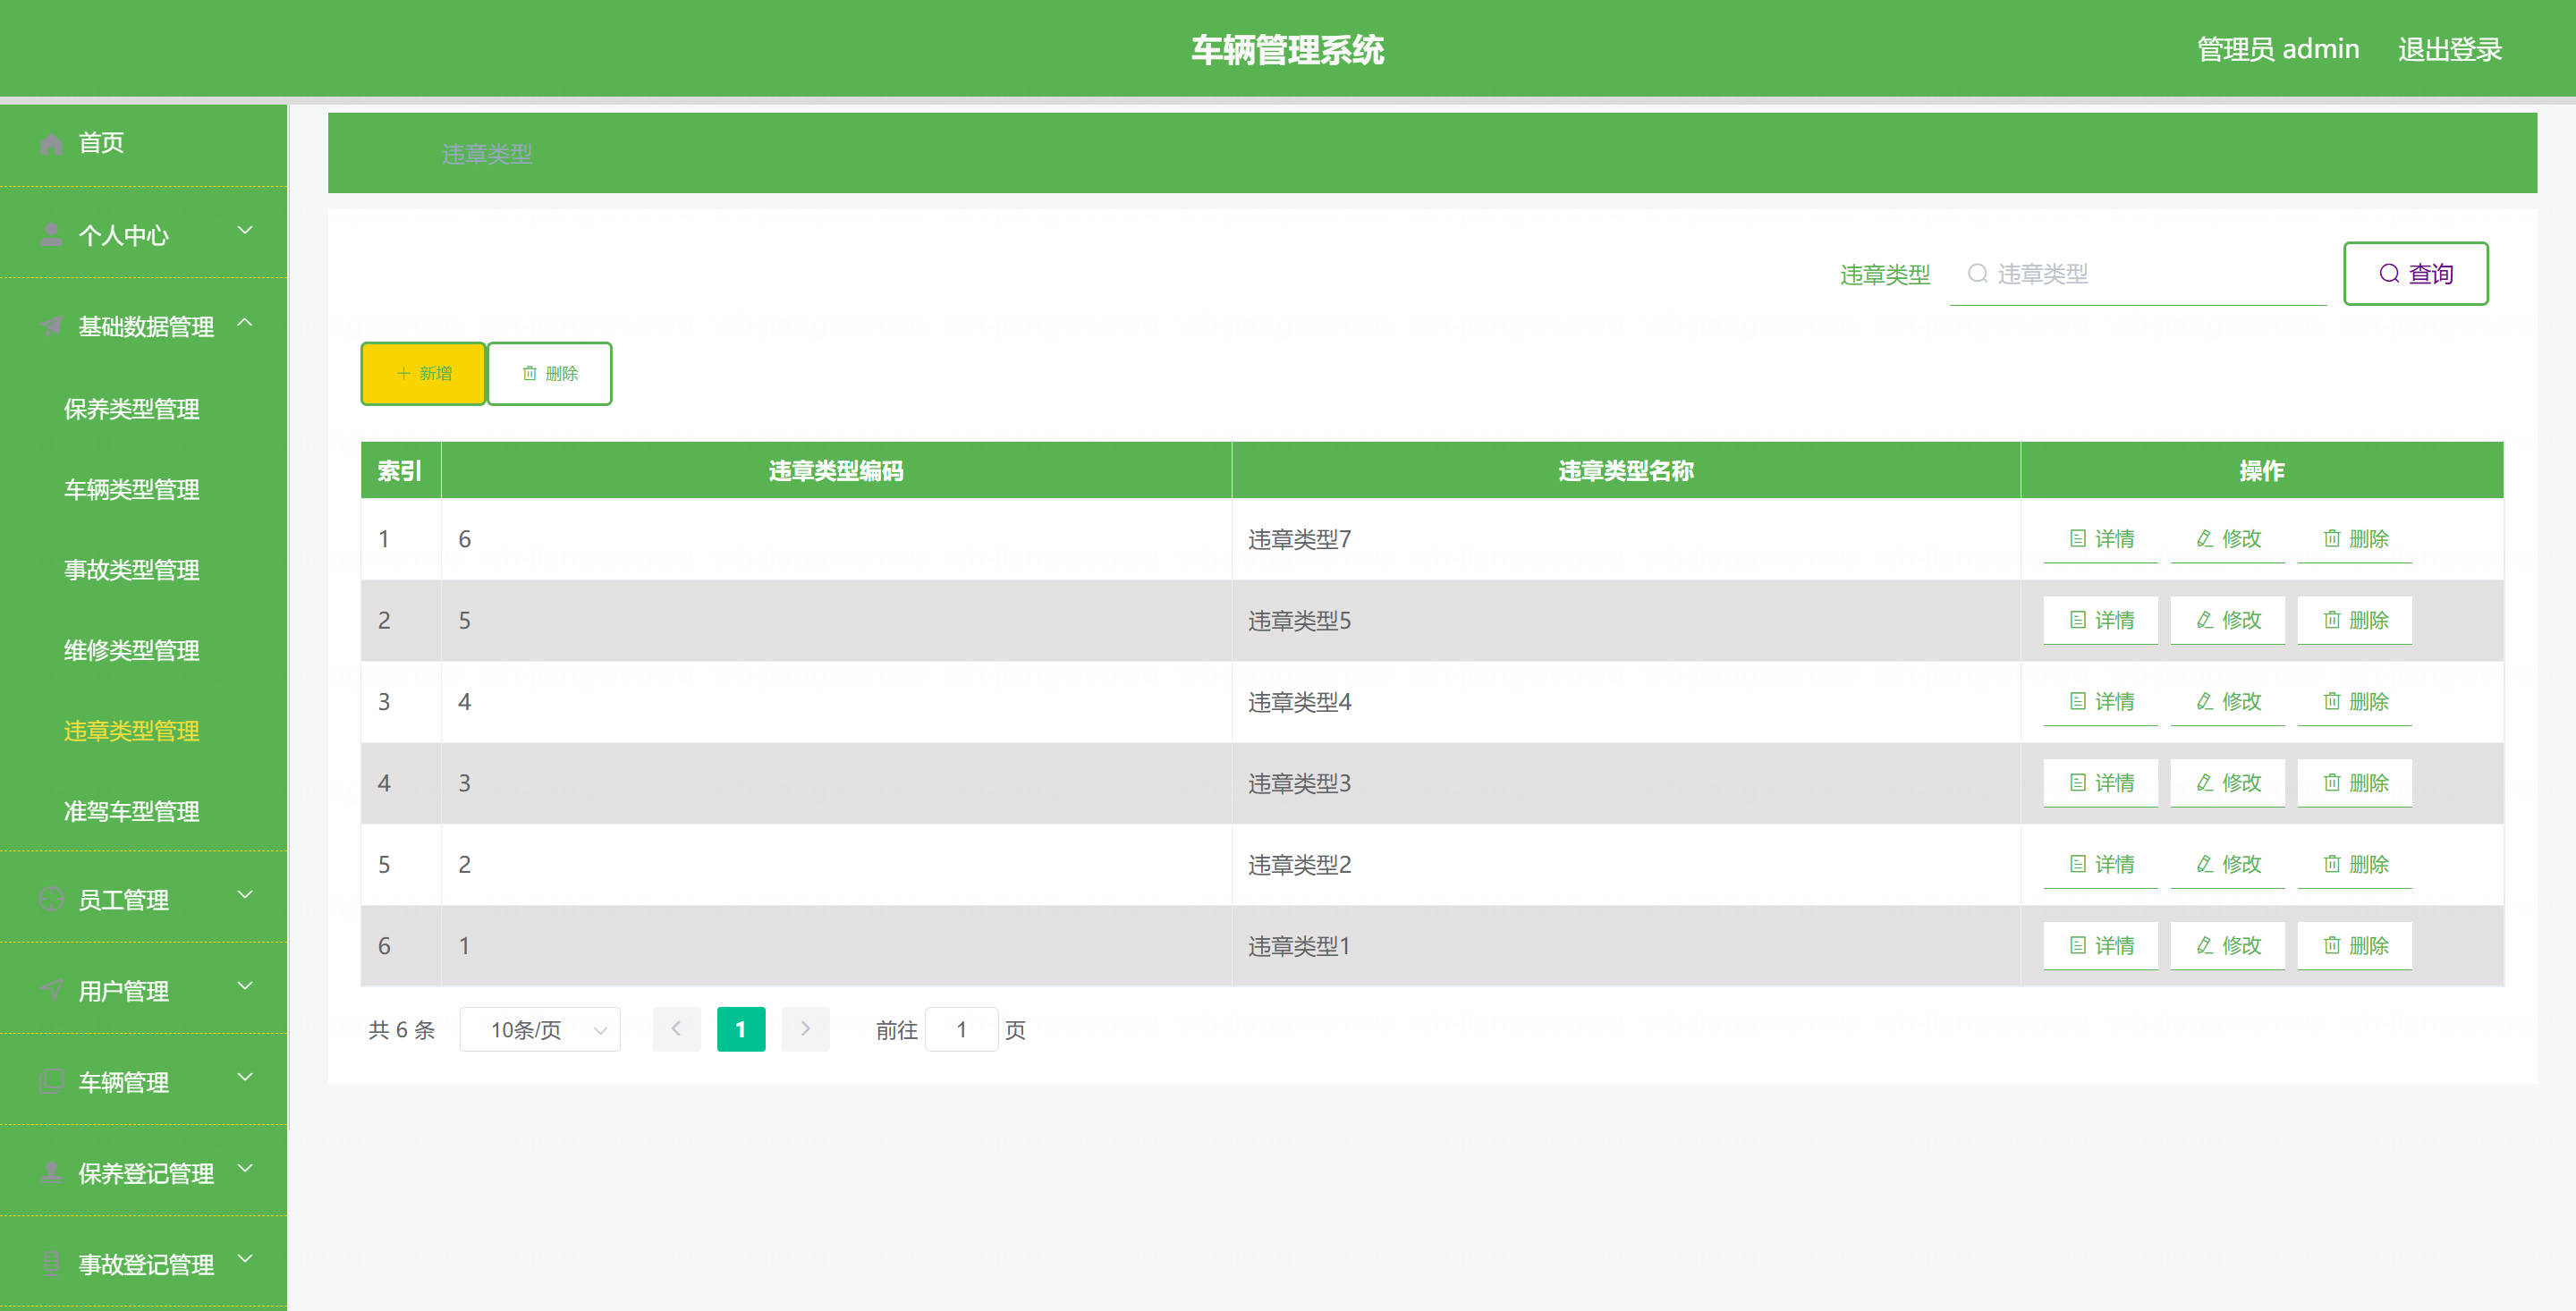 车辆管理系统
管理员 admin 退出登录
首页
个人中心
基础数据管理
保养类型管理
车辆类型管理
事故类型管理
维修类型管理
违章类型管理
准驾车型管理
员工管理
用户管理
车辆管理
保养登记管理
事故登记管理
违章类型
违章类型 违章类型 查询
新增 删除
索引 违章类型编码 违章类型名称 操作
1 6 违章类型7 详情 修改 删除
2 5 违章类型5 详情 修改 删除
3 4 违章类型4 详情 修改 删除
4 3 违章类型3 详情 修改 删除
5 2 违章类型2 详情 修改 删除
6 1 违章类型1 详情 修改 删除
共 6 条 10条/页 1 前往 1 页